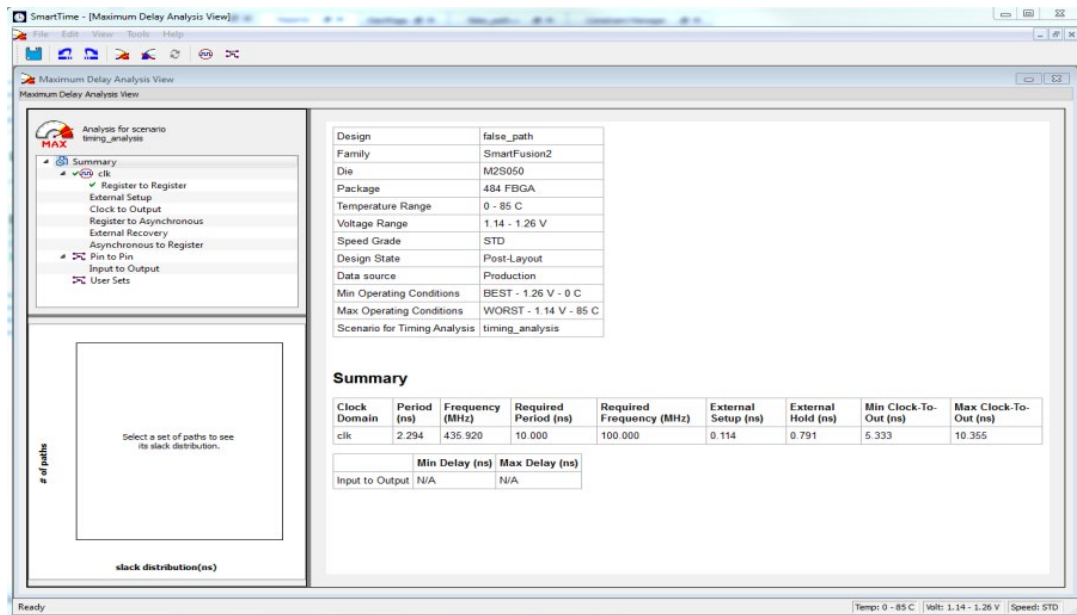 SmartTime - [Maximum Delay Analysis View]
File Edit View Tools Help
Maximum Delay Analysis View
Maximum Delay Analysis View
MAX
Analysis for scenario
timing_analysis
Summary
clk
Register to Register
External Setup
Clock to Output
Register to Asynchronous
External Recovery
Asynchronous to Register
Pin to Pin
Input to Output
User Sets
# of paths
Select a set of paths to see
its slack distribution.
slack distribution(ns)
Design false_path
Family SmartFusion2
Die M2S050
Package 484 FBGA
Temperature Range 0 - 85 C
Voltage Range 1.14 - 1.26 V
Speed Grade STD
Design State Post-Layout
Data source Production
Min Operating Conditions BEST - 1.26 V - 0 C
Max Operating Conditions WORST - 1.14 V - 85 C
Scenario for Timing Analysis timing_analysis
Summary
Clock Domain Period (ns) Frequency (MHz) Required Period (ns) Required Frequency (MHz) External Setup (ns) External Hold (ns) Min Clock-To-Out (ns) Max Clock-To-Out (ns)
clk 2.294 435.920 10.000 100.000 0.114 0.791 5.333 10.355
Min Delay (ns) Max Delay (ns)
Input to Output N/A N/A
Ready Temp: 0 - 85 C Volt: 1.14 - 1.26 V Speed: STD